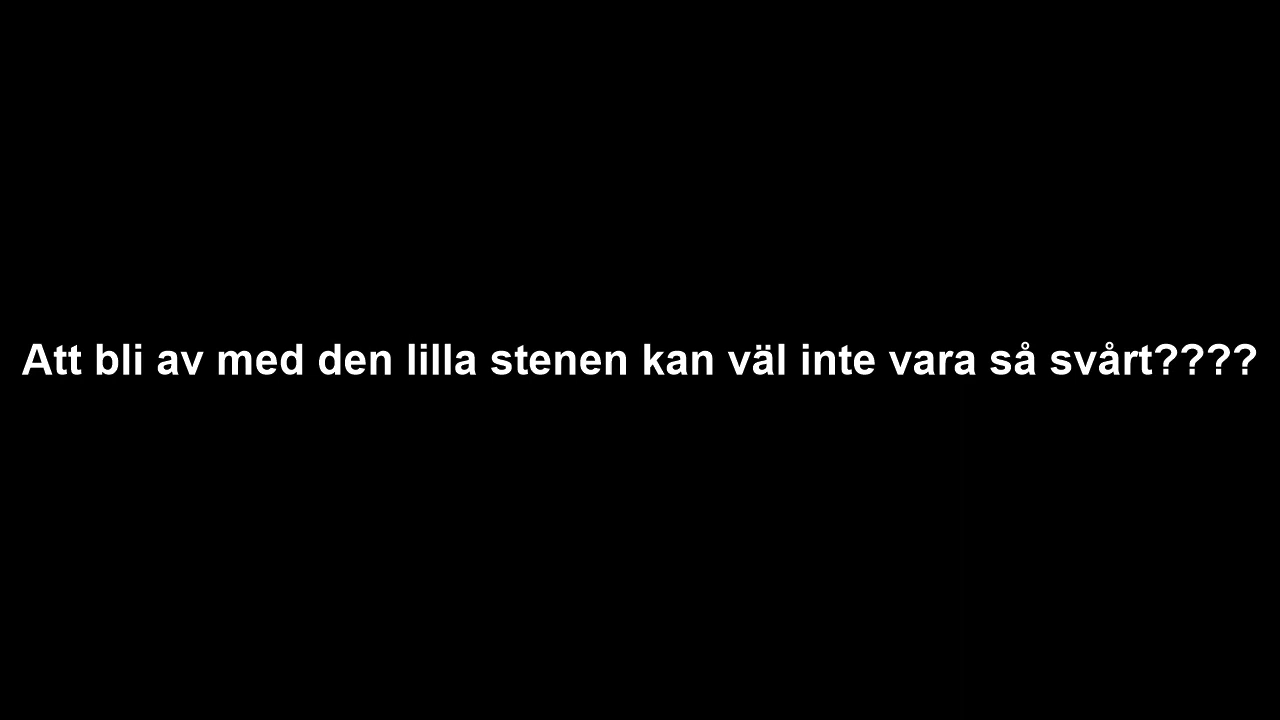 Att bli av med den lilla stenen kan väl inte vara så svårt????